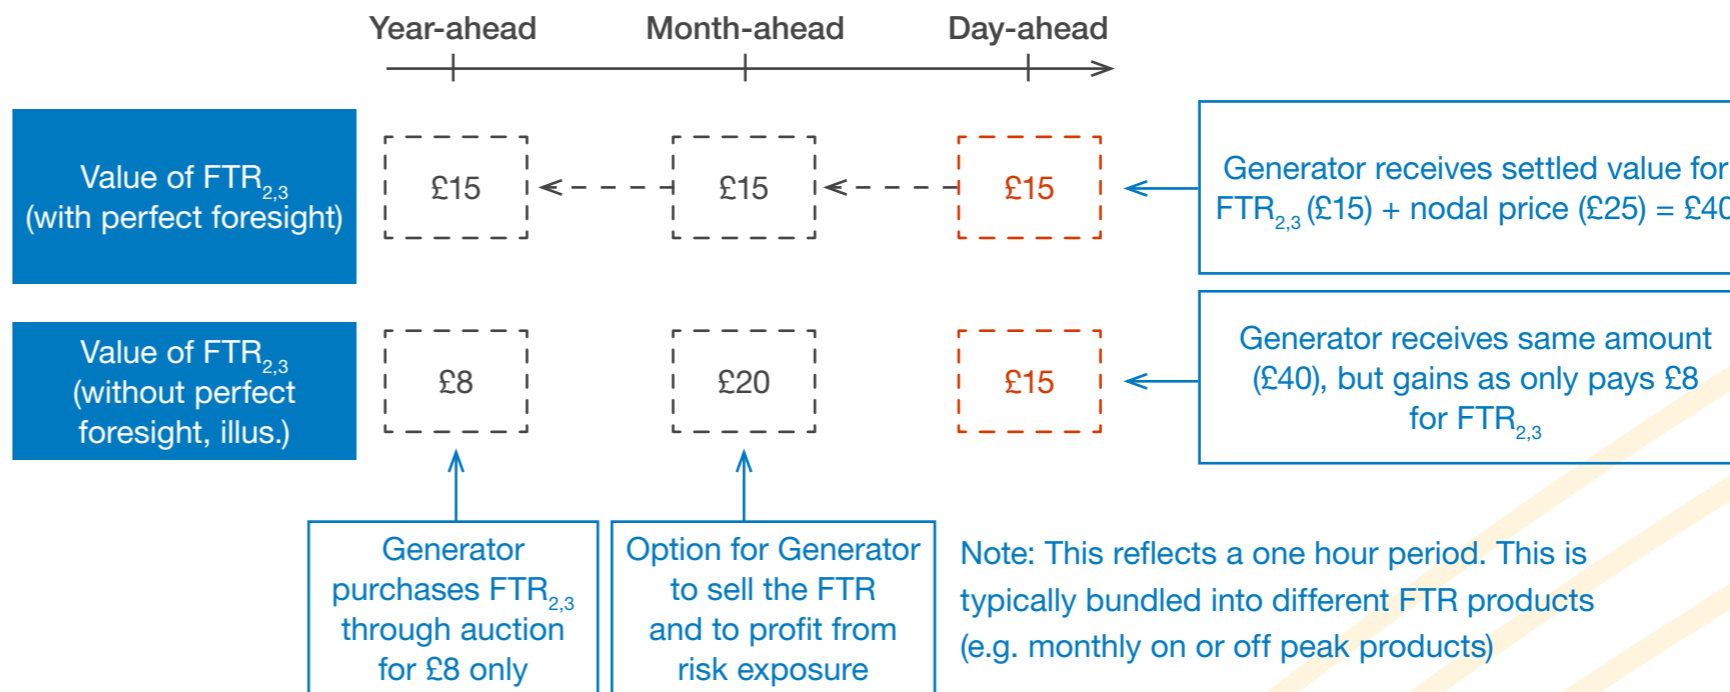 Year-ahead
Month-ahead
Day-ahead
Value of FTR2,3
(with perfect foresight)
£15
£15
£15
Generator receives settled value for
FTR2,3 (£15) + nodal price (£25) = £40
Value of FTR2,3
(without perfect
foresight, illus.)
£8
£20
£15
Generator receives same amount
(£40), but gains as only pays £8
for FTR2,3
Generator
purchases FTR2,3
through auction
for £8 only
Option for Generator
to sell the FTR
and to profit from
risk exposure
Note: This reflects a one hour period. This is
typically bundled into different FTR products
(e.g. monthly on or off peak products)